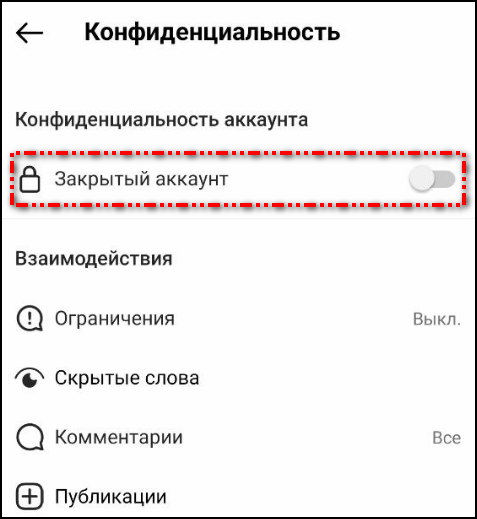 Конфиденциальность
Конфиденциальность аккаунта
Закрытый аккаунт
Взаимодействия
Ограничения Выкл.
Скрытые слова
Комментарии Все
Публикации